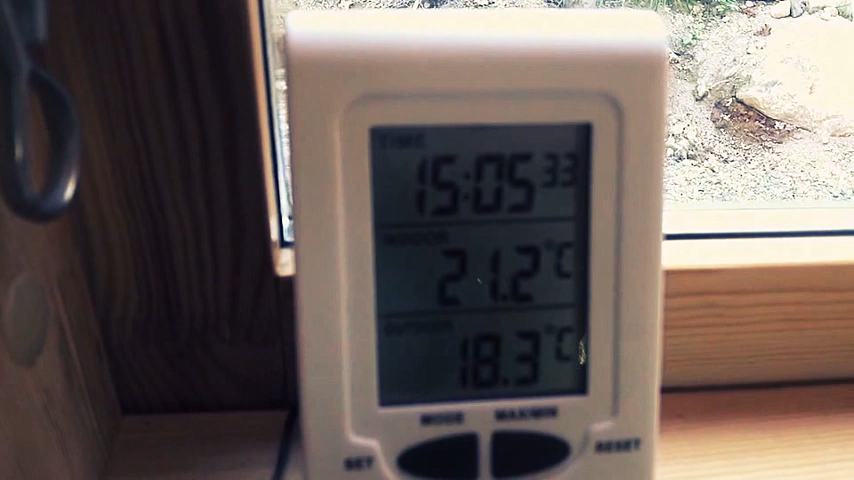 TIME
15:05 33
INDOOR
21.2 °C
OUTDOOR
18.3 °C
MODE MAX/MIN
SET RESET